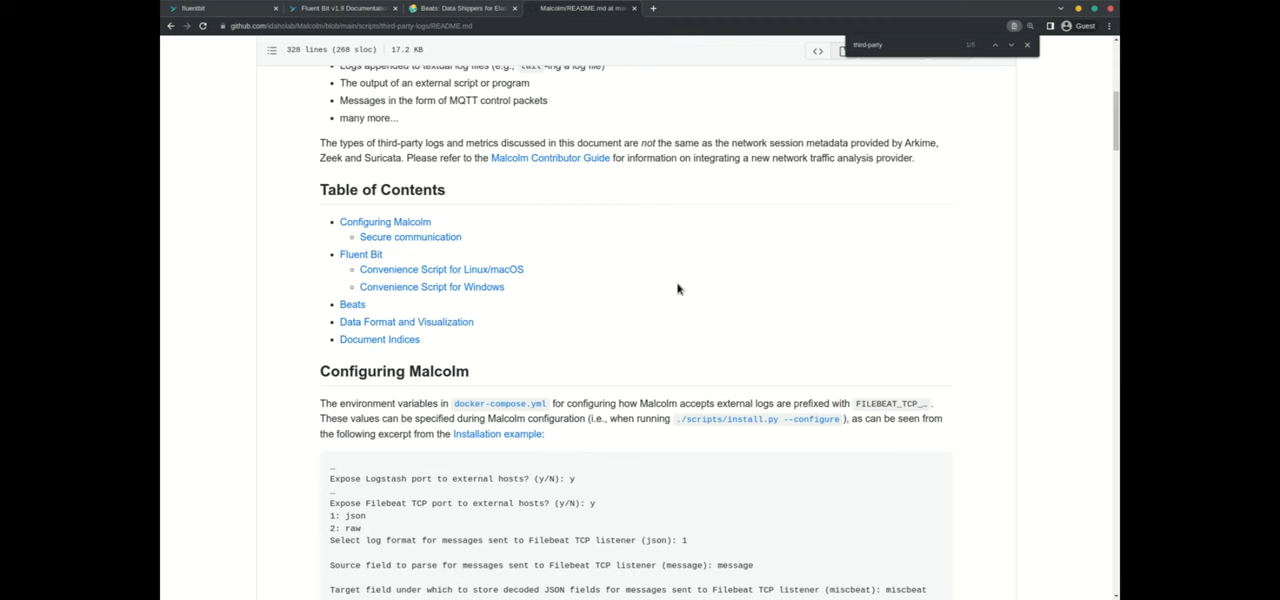 fluentbit
Fluent Bit v1.9 Documentation
Beats: Data Shippers for Elas
Malcolm/README.md at mai
github.com/idaholab/Malcolm/blob/main/scripts/third-party-logs/README.md
Guest
328 lines (268 sloc) 17.2 KB
third-party 1/5
Logs appended to textual log files (e.g., tail-ing a log file)
The output of an external script or program
Messages in the form of MQTT control packets
many more...
The types of third-party logs and metrics discussed in this document are not the same as the network session metadata provided by Arkime,
Zeek and Suricata. Please refer to the Malcolm Contributor Guide for information on integrating a new network traffic analysis provider.
Table of Contents
Configuring Malcolm
Secure communication
Fluent Bit
Convenience Script for Linux/macOS
Convenience Script for Windows
Beats
Data Format and Visualization
Document Indices
Configuring Malcolm
The environment variables in docker-compose.yml for configuring how Malcolm accepts external logs are prefixed with FILEBEAT_TCP_… .
These values can be specified during Malcolm configuration (i.e., when running ./scripts/install.py --configure ), as can be seen from
the following excerpt from the Installation example:
…
Expose Logstash port to external hosts? (y/N): y
…
Expose Filebeat TCP port to external hosts? (y/N): y
1: json
2: raw
Select log format for messages sent to Filebeat TCP listener (json): 1
Source field to parse for messages sent to Filebeat TCP listener (message): message
Target field under which to store decoded JSON fields for messages sent to Filebeat TCP listener (miscbeat): miscbeat